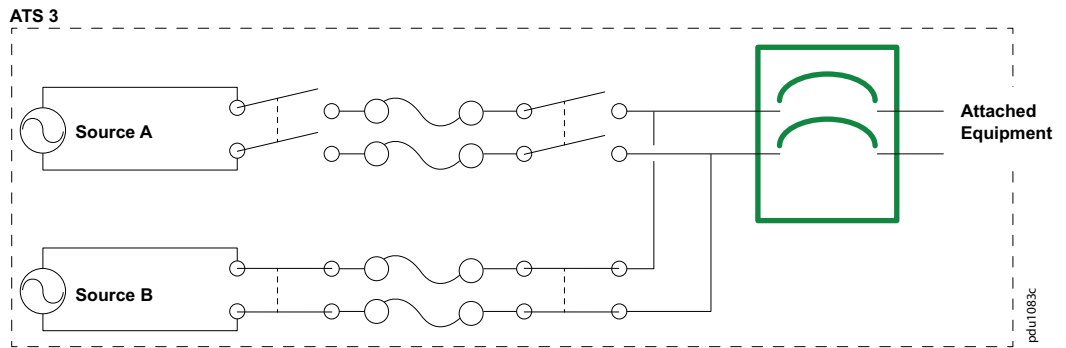 ATS 3
Source A
Attached
Equipment
Source B
pdu1083c